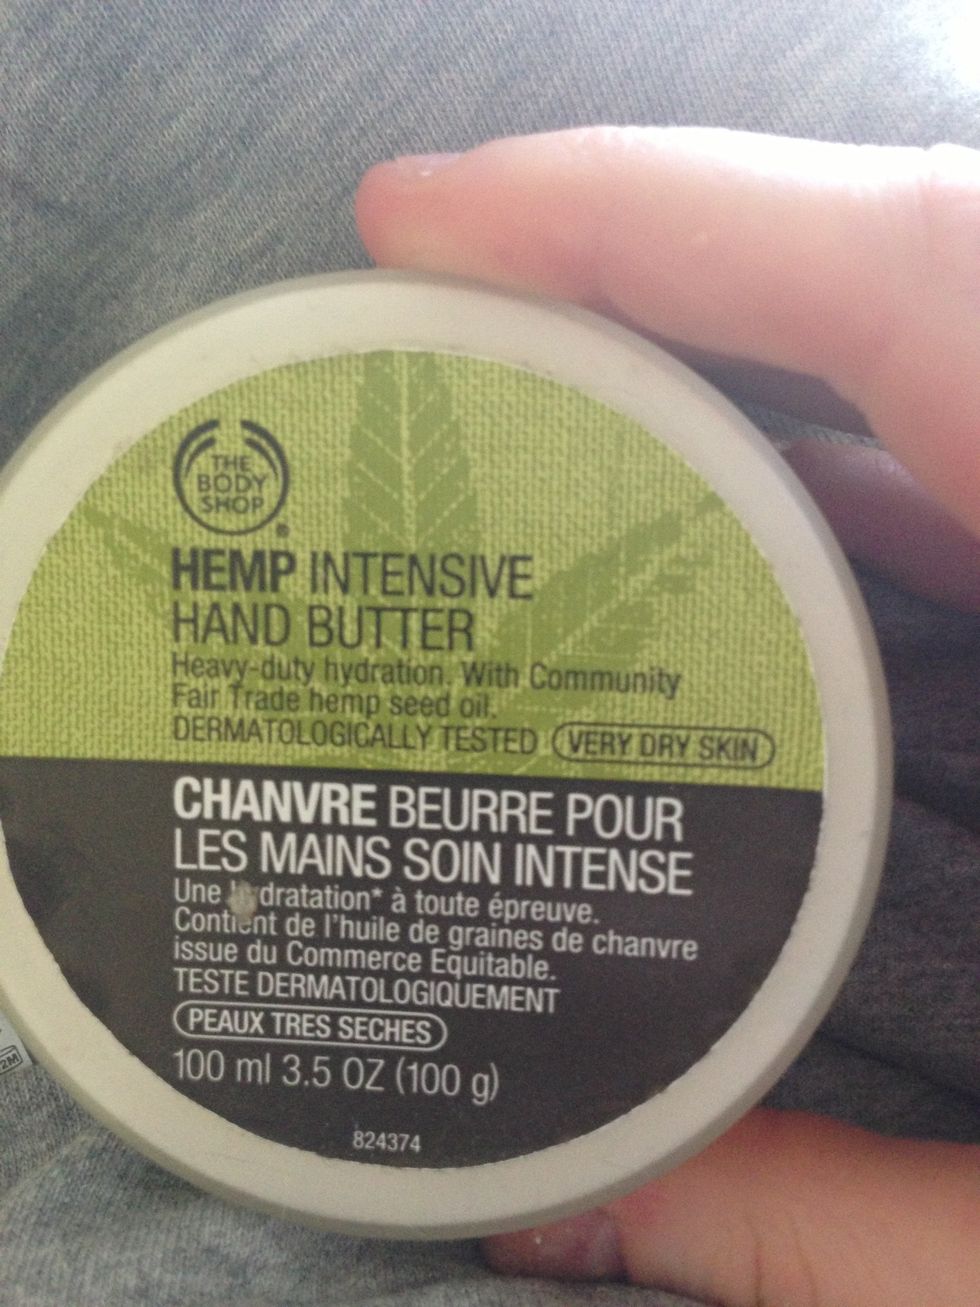 THE
BODY
SHOP
®
HEMP INTENSIVE
HAND BUTTER
Heavy-duty hydration. With Community
Fair Trade hemp seed oil.
DERMATOLOGICALLY TESTED VERY DRY SKIN
CHANVRE BEURRE POUR
LES MAINS SOIN INTENSE
Une hydratation* à toute épreuve.
Contient de l'huile de graines de chanvre
issue du Commerce Equitable.
TESTE DERMATOLOGIQUEMENT
PEAUX TRES SECHES
100 ml 3.5 OZ (100 g)
824374